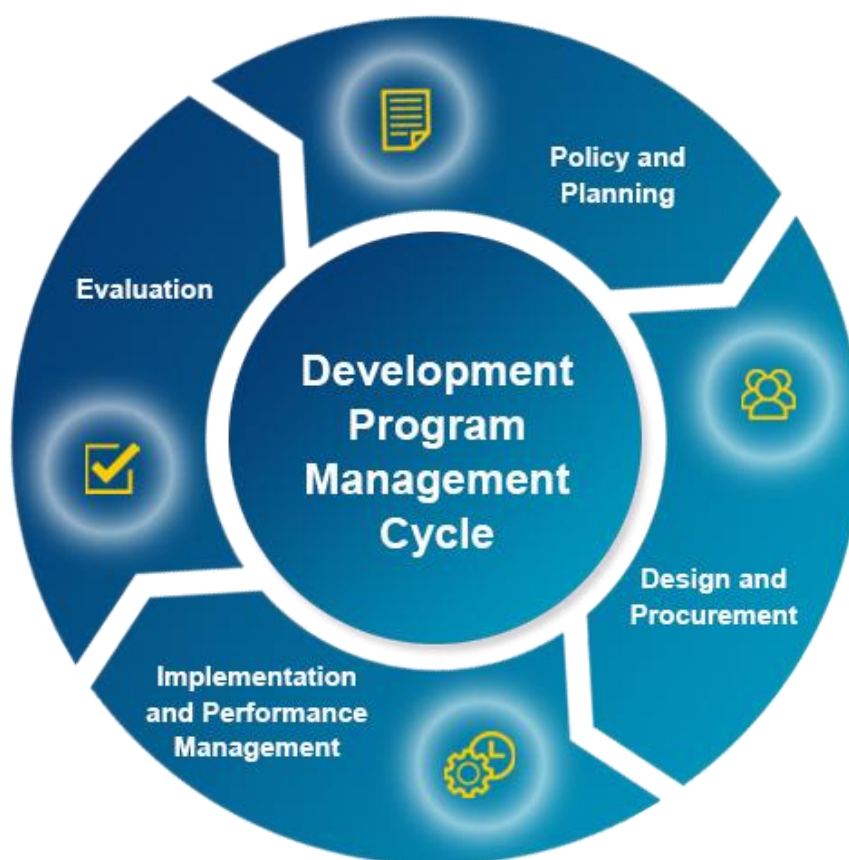 Policy and
Planning
Evaluation
Development
Program
Management
Cycle
Design and
Procurement
Implementation
and Performance
Management